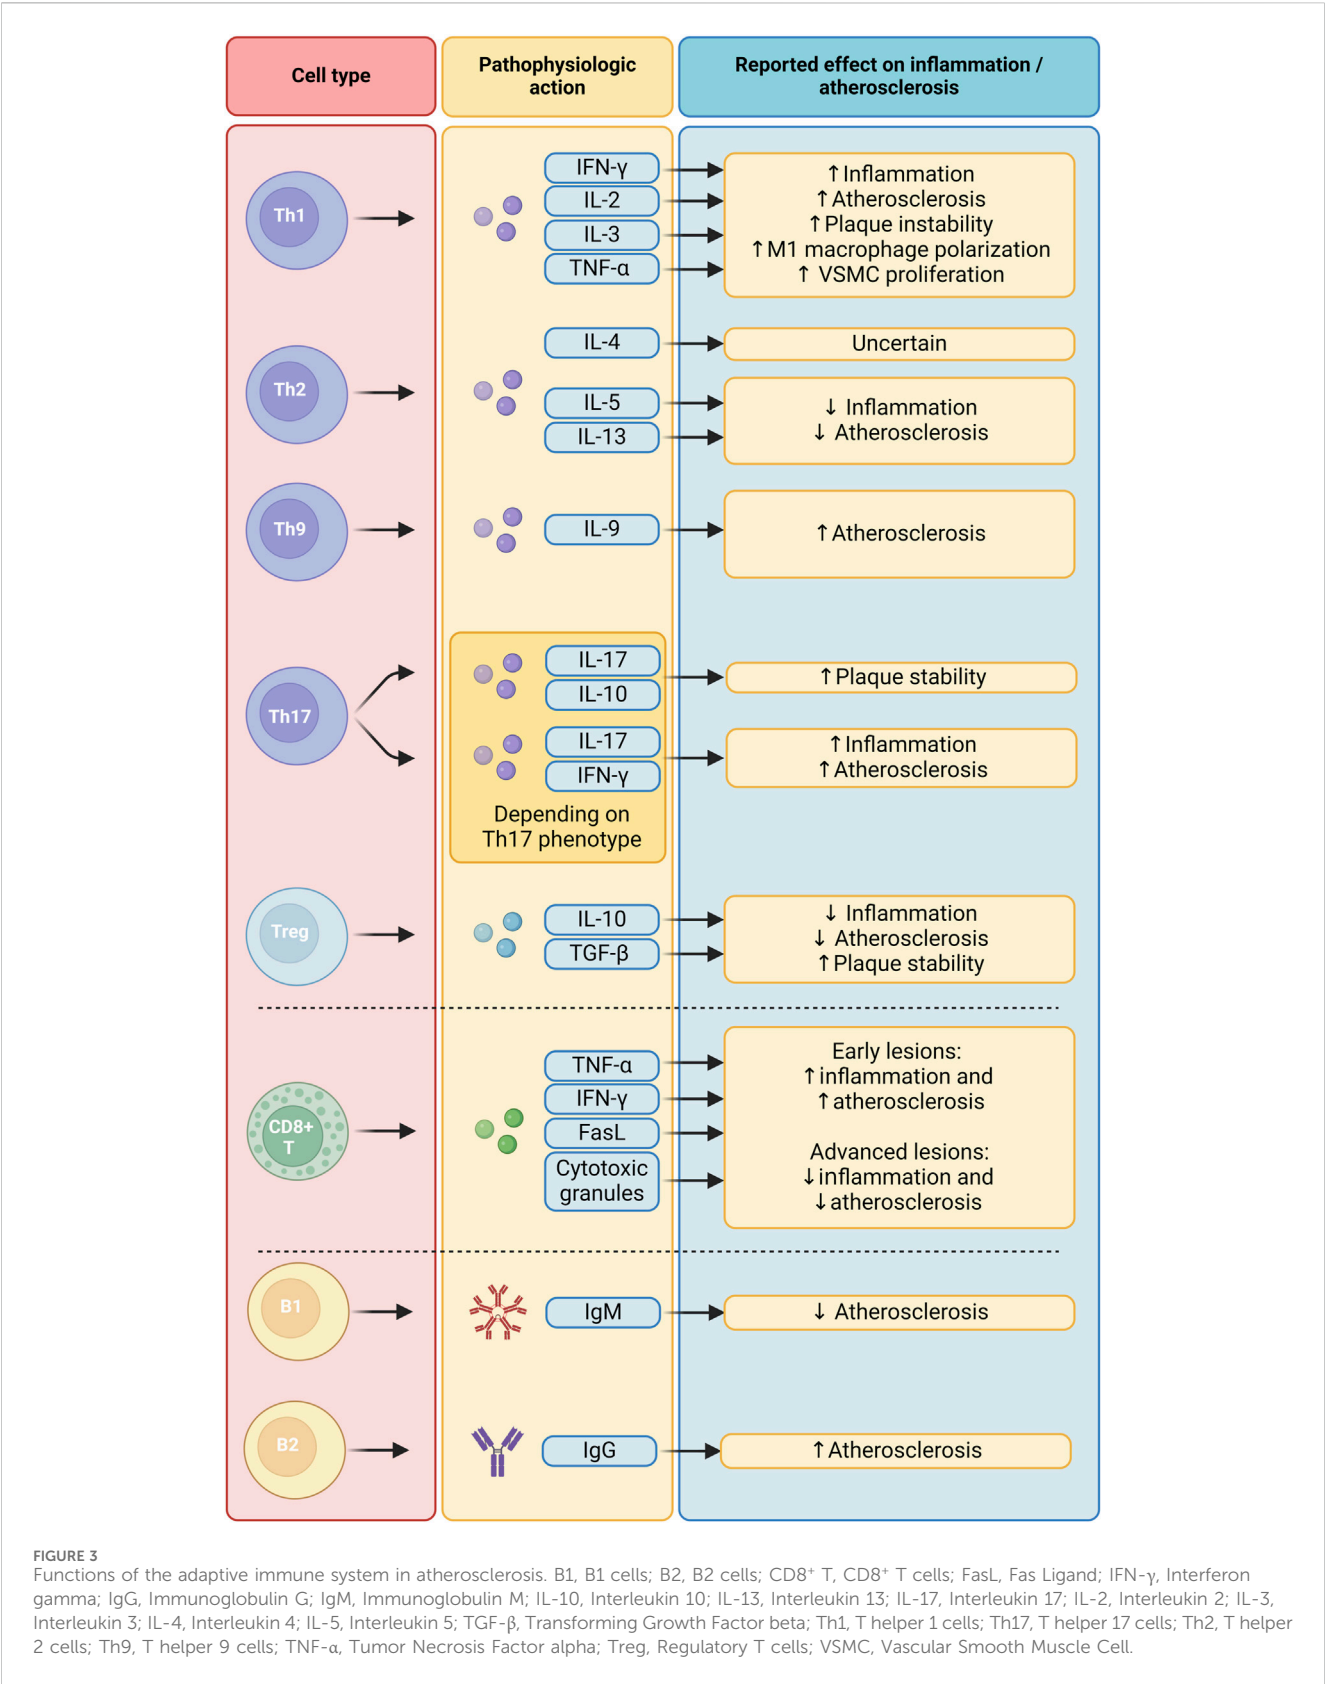 Cell type
Pathophysiologic
action
Reported effect on inflammation /
atherosclerosis
Th1
IFN-γ
IL-2
IL-3
TNF-α
↑Inflammation
↑Atherosclerosis
↑Plaque instability
↑M1 macrophage polarization
↑ VSMC proliferation
Th2
IL-4
Uncertain
IL-5
IL-13
↓ Inflammation
↓ Atherosclerosis
Th9
IL-9
↑Atherosclerosis
Th17
IL-17
IL-10
↑Plaque stability
IL-17
IFN-γ
↑Inflammation
↑Atherosclerosis
Depending on
Th17 phenotype
Treg
IL-10
TGF-β
↓ Inflammation
↓ Atherosclerosis
↑Plaque stability
CD8+
T
TNF-α
IFN-γ
FasL
Cytotoxic
granules
Early lesions:
↑inflammation and
↑atherosclerosis
Advanced lesions:
↓inflammation and
↓atherosclerosis
B1
IgM
↓ Atherosclerosis
B2
IgG
↑Atherosclerosis
FIGURE 3
Functions of the adaptive immune system in atherosclerosis. B1, B1 cells; B2, B2 cells; CD8⁺ T, CD8⁺ T cells; FasL, Fas Ligand; IFN-γ, Interferon
gamma; IgG, Immunoglobulin G; IgM, Immunoglobulin M; IL-10, Interleukin 10; IL-13, Interleukin 13; IL-17, Interleukin 17; IL-2, Interleukin 2; IL-3,
Interleukin 3; IL-4, Interleukin 4; IL-5, Interleukin 5; TGF-β, Transforming Growth Factor beta; Th1, T helper 1 cells; Th17, T helper 17 cells; Th2, T helper
2 cells; Th9, T helper 9 cells; TNF-α, Tumor Necrosis Factor alpha; Treg, Regulatory T cells; VSMC, Vascular Smooth Muscle Cell.